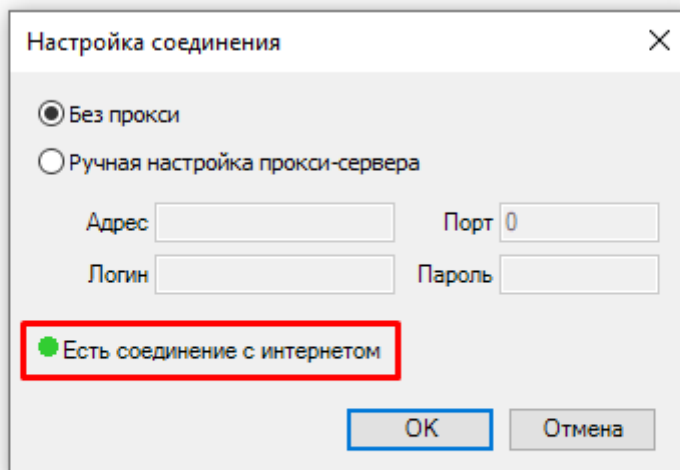 Настройка соединения
Без прокси
Ручная настройка прокси-сервера
Адрес Порт 0
Логин Пароль
Есть соединение с интернетом
OK Отмена